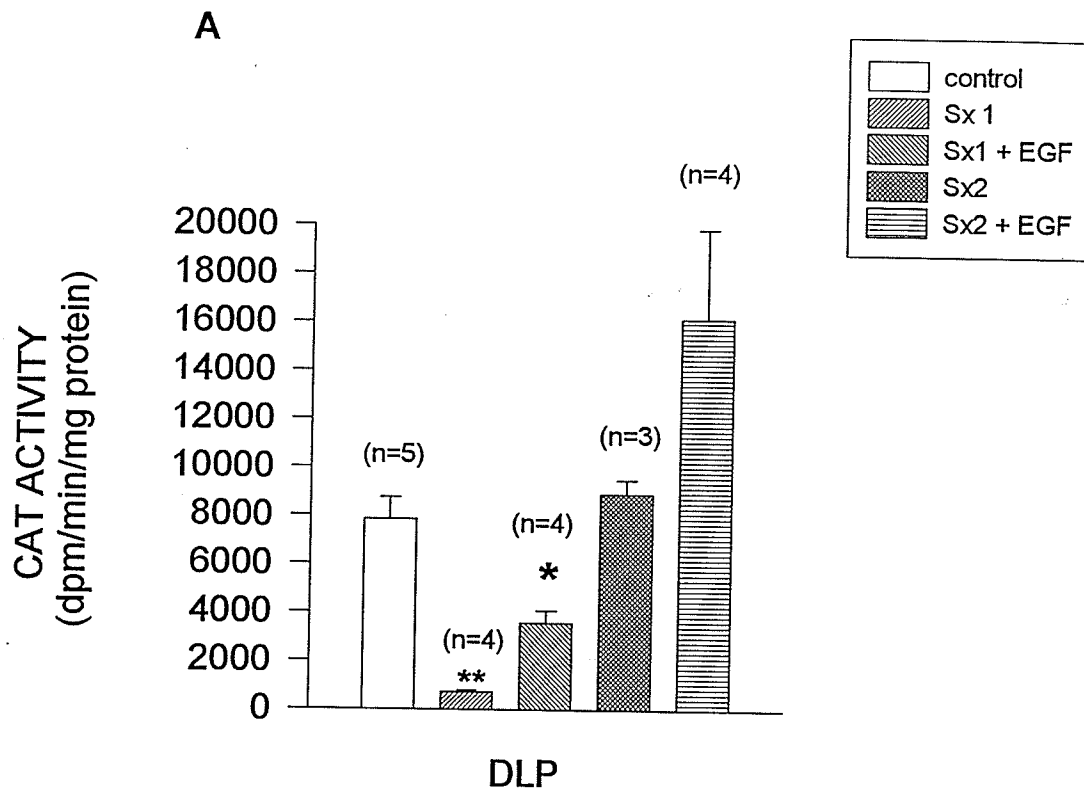 A
control
Sx 1
Sx1 + EGF
Sx2
Sx2 + EGF
CAT ACTIVITY
(dpm/min/mg protein)
20000
18000
16000
14000
12000
10000
8000
6000
4000
2000
0
(n=5)
(n=4)
**
(n=4)
*
(n=3)
(n=4)
DLP